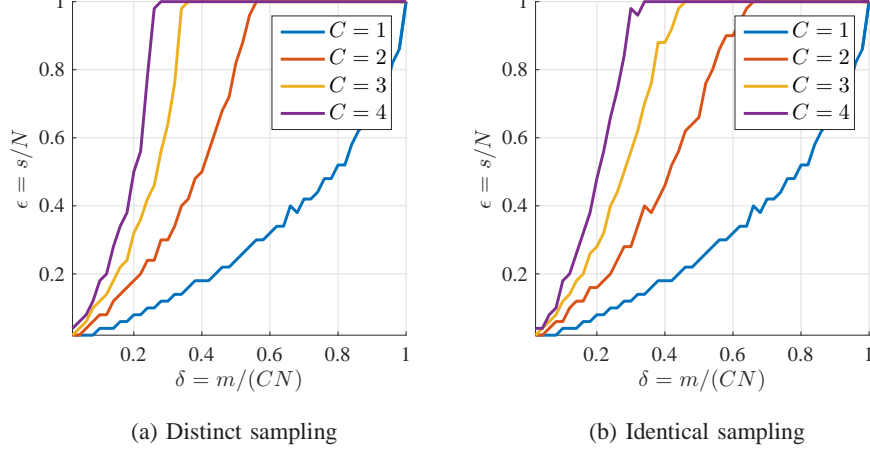 1
0.8
0.6
0.4
0.2
ϵ = s/N
0.2 0.4 0.6 0.8 1
δ = m/(CN)
C = 1
C = 2
C = 3
C = 4
(a) Distinct sampling
1
0.8
0.6
0.4
0.2
ϵ = s/N
0.2 0.4 0.6 0.8 1
δ = m/(CN)
C = 1
C = 2
C = 3
C = 4
(b) Identical sampling